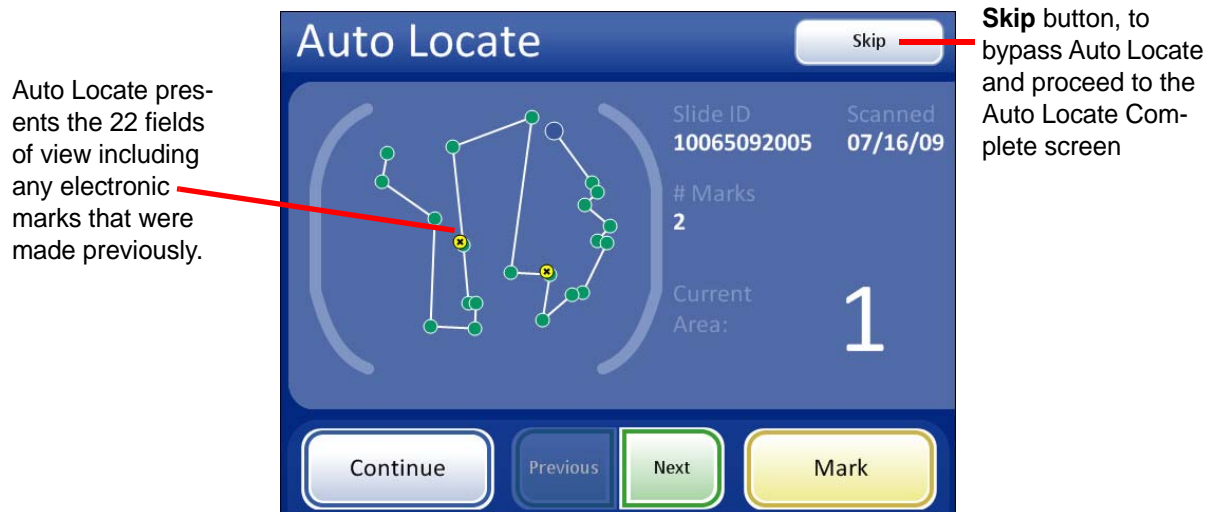 Auto Locate pres-
ents the 22 fields
of view including
any electronic
marks that were
made previously.
Auto Locate
Skip
Slide ID
10065092005
Scanned
07/16/09
# Marks
2
Current
Area:
1
Continue
Previous
Next
Mark
Skip button, to
bypass Auto Locate
and proceed to the
Auto Locate Com-
plete screen